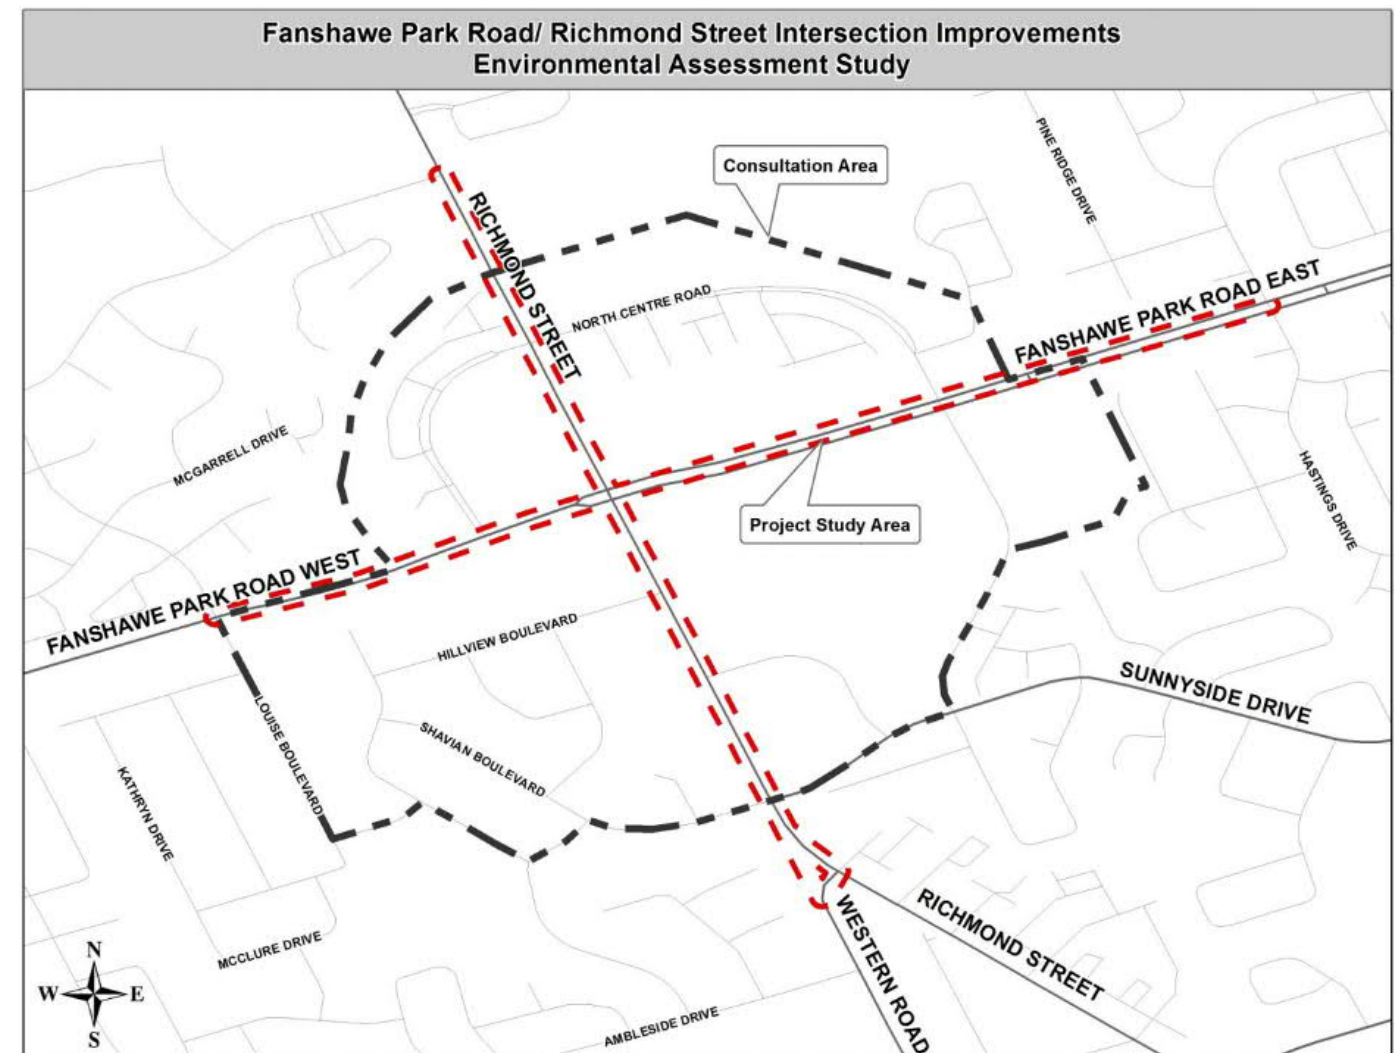 Fanshawe Park Road/ Richmond Street Intersection Improvements
Environmental Assessment Study
PINE RIDGE DRIVE
Consultation Area
RICHMOND STREET
NORTH CENTRE ROAD
FANSHAWE PARK ROAD EAST
MCGARRELL DRIVE
HASTINGS DRIVE
Project Study Area
FANSHAWE PARK ROAD WEST
HILLVIEW BOULEVARD
SUNNYSIDE DRIVE
LOUISE BOULEVARD
SHAVIAN BOULEVARD
KATHRYN DRIVE
RICHMOND STREET
WESTERN ROAD
MCCLURE DRIVE
N
W E
S
AMBLESIDE DRIVE